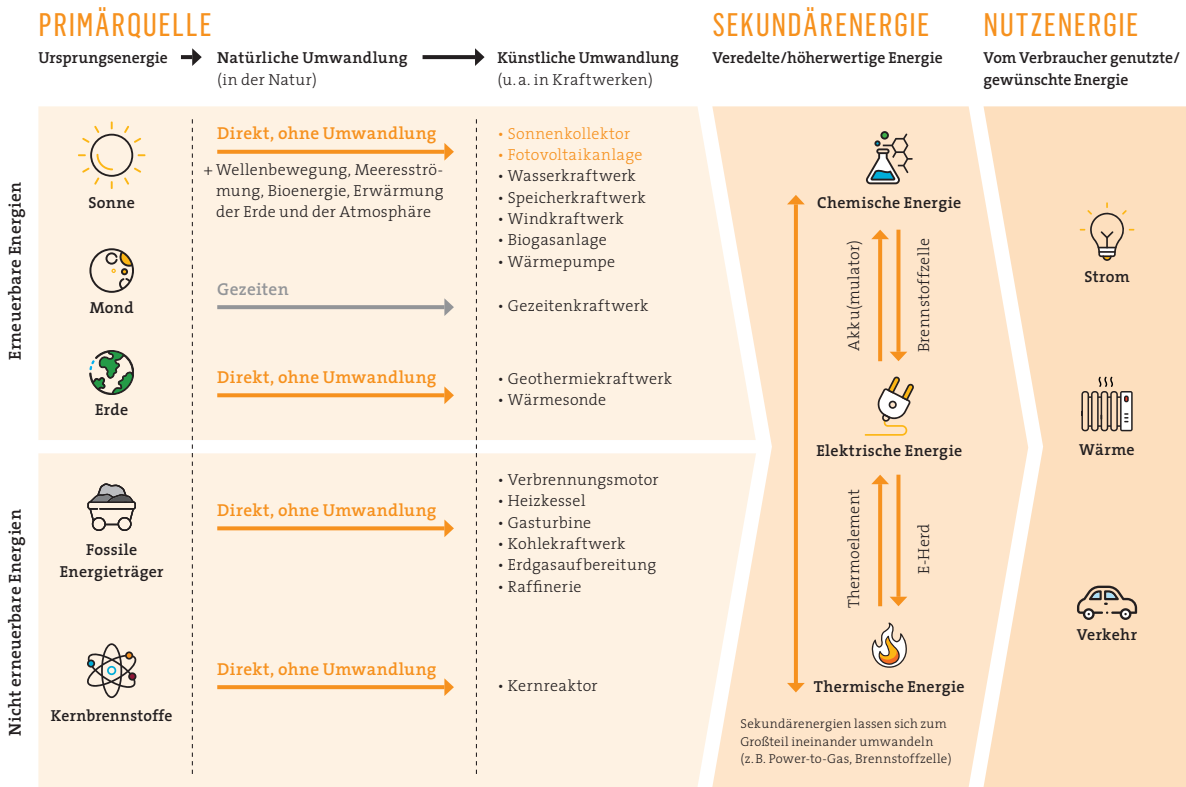 PRIMÄRQUELLE
Ursprungsenergie
Natürliche Umwandlung
(in der Natur)
Künstliche Umwandlung
(u. a. in Kraftwerken)
SEKUNDÄRENERGIE
Veredelte/höherwertige Energie
NUTZENERGIE
Vom Verbraucher genutzte/
gewünschte Energie
Erneuerbare Energien
Sonne
Direkt, ohne Umwandlung
+ Wellenbewegung, Meeresströ-
mung, Bioenergie, Erwärmung
der Erde und der Atmosphäre
• Sonnenkollektor
• Fotovoltaikanlage
• Wasserkraftwerk
• Speicherkraftwerk
• Windkraftwerk
• Biogasanlage
• Wärmepumpe
Mond
Gezeiten
• Gezeitenkraftwerk
Erde
Direkt, ohne Umwandlung
• Geothermiekraftwerk
• Wärmesonde
Nicht erneuerbare Energien
Fossile
Energieträger
Direkt, ohne Umwandlung
• Verbrennungsmotor
• Heizkessel
• Gasturbine
• Kohlekraftwerk
• Erdgasaufbereitung
• Raffinerie
Kernbrennstoffe
Direkt, ohne Umwandlung
• Kernreaktor
Chemische Energie
Akku(mulator)
Brennstoffzelle
Elektrische Energie
Thermoelement
E-Herd
Thermische Energie
Sekundärenergien lassen sich zum
Großteil ineinander umwandeln
(z. B. Power-to-Gas, Brennstoffzelle)
Strom
Wärme
Verkehr